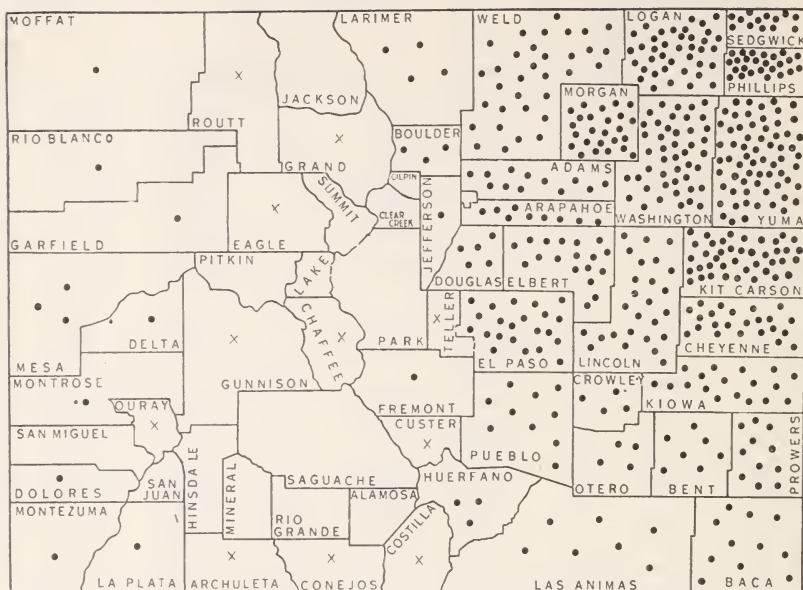 MOFFAT
LARIMER
WELD
LOGAN
SEDGWICK
PHILLIPS
JACKSON
MORGAN
ROUTT
RIO BLANCO
BOULDER
GRAND
ADAMS
GILPIN
SUMMIT
CLEAR CREEK
JEFFERSON
ARAPAHOE
WASHINGTON
YUMA
GARFIELD
EAGLE
PITKIN
LAKE
DOUGLAS
ELBERT
KIT CARSON
CHAFFEE
PARK
TELLER
DELTA
MESA
EL PASO
LINCOLN
CHEYENNE
MONTROSE
GUNNISON
CROWLEY
KIOWA
OURAY
FREMONT
CUSTER
SAN MIGUEL
PUEBLO
PROWERS
HINSDALE
MINERAL
SAGUACHE
HUERFANO
DOLORES
SAN
JUAN
ALAMOSA
OTERO
BENT
MONTEZUMA
RIO
GRANDE
COSTILLA
LA PLATA
ARCHULETA
CONEJOS
LAS ANIMAS
BACA